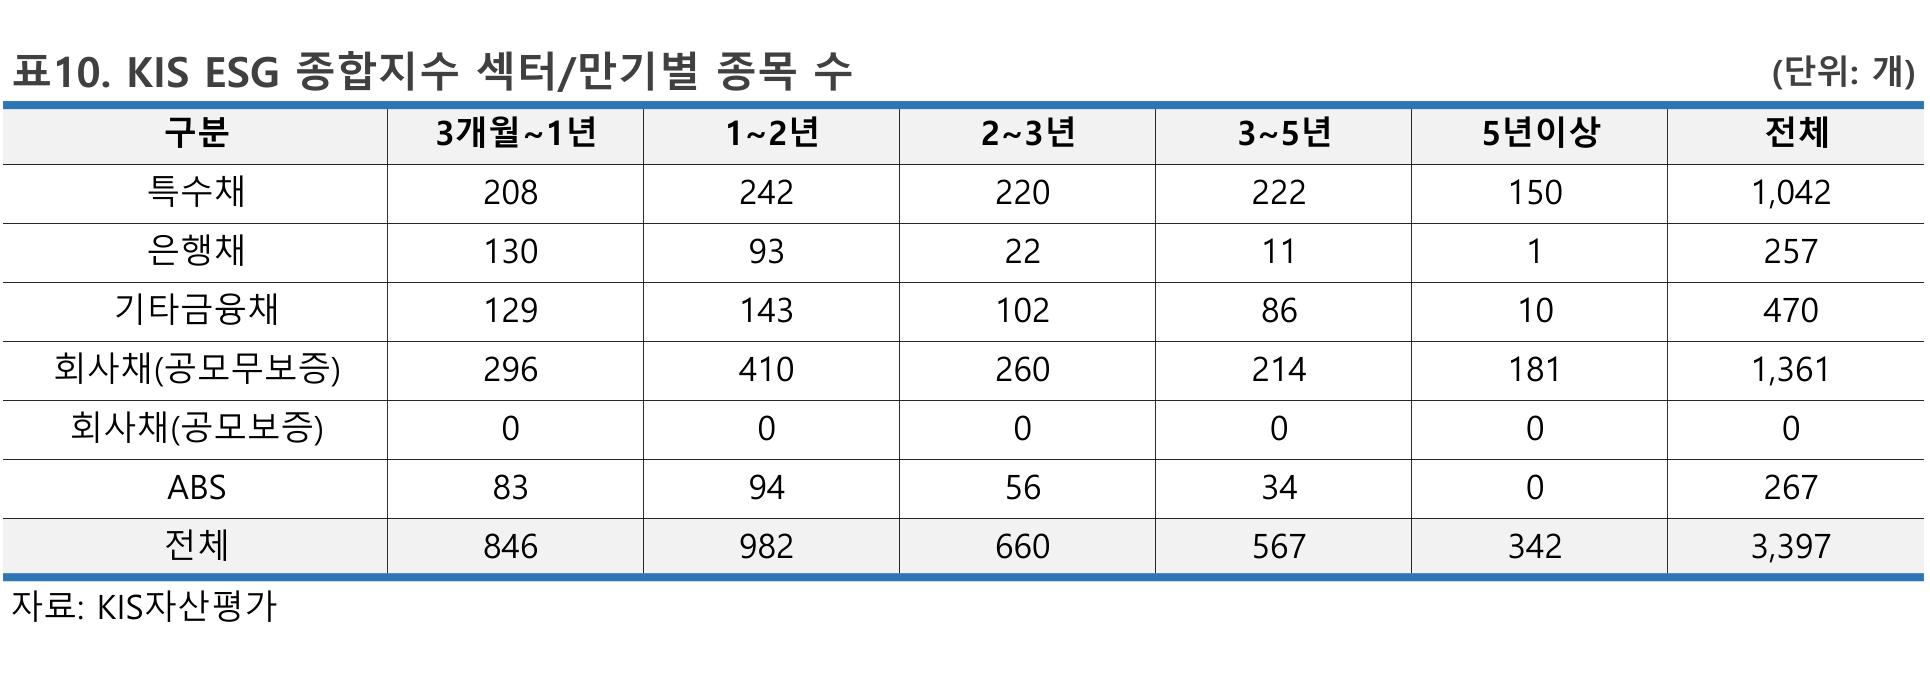 표10. KIS ESG 종합지수 섹터/만기별 종목 수 (단위: 개)
구분 3개월~1년 1~2년 2~3년 3~5년 5년이상 전체
특수채 208 242 220 222 150 1,042
은행채 130 93 22 11 1 257
기타금융채 129 143 102 86 10 470
회사채(공모무보증) 296 410 260 214 181 1,361
회사채(공모보증) 0 0 0 0 0 0
ABS 83 94 56 34 0 267
전체 846 982 660 567 342 3,397
자료: KIS자산평가